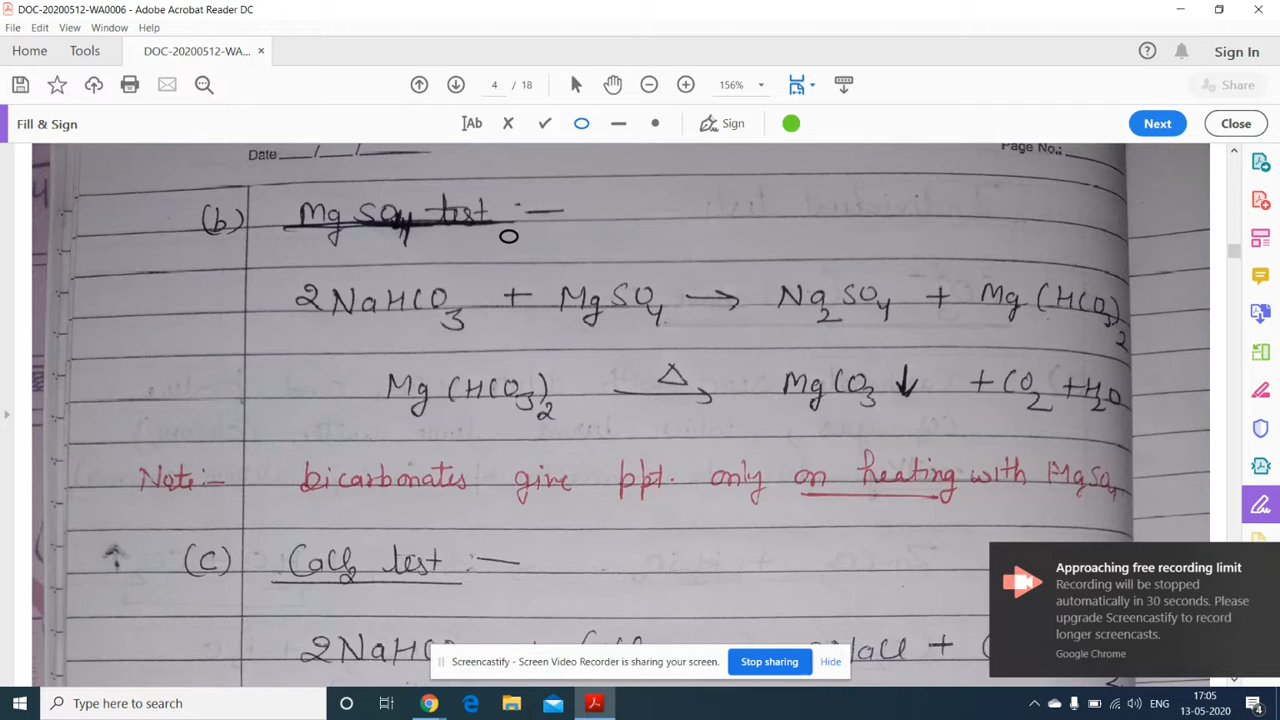 DOC-20200512-WA0006 - Adobe Acrobat Reader DC
File Edit View Window Help
Home Tools DOC-20200512-WA... Sign In
4 / 18 156% Share
Fill & Sign Ab Sign Next Close
Date / / Page No.:
(b) MgSO4 test :-
2NaHCO3 + MgSO4 → Na2SO4 + Mg(HCO3)2
Mg(HCO3)2 Δ→ MgCO3 ↓ + CO2 + H2O
Note:- bicarbonates give ppt. only on heating with MgSO4
(C) CaCl2 test :-
Approaching free recording limit
Recording will be stopped
automatically in 30 seconds. Please
upgrade Screencastify to record
longer screencasts.
Google Chrome
2NaHC
NaCl +
Screencastify - Screen Video Recorder is sharing your screen. Stop sharing Hide
Type here to search
ENG 17:05 13-05-2020 4